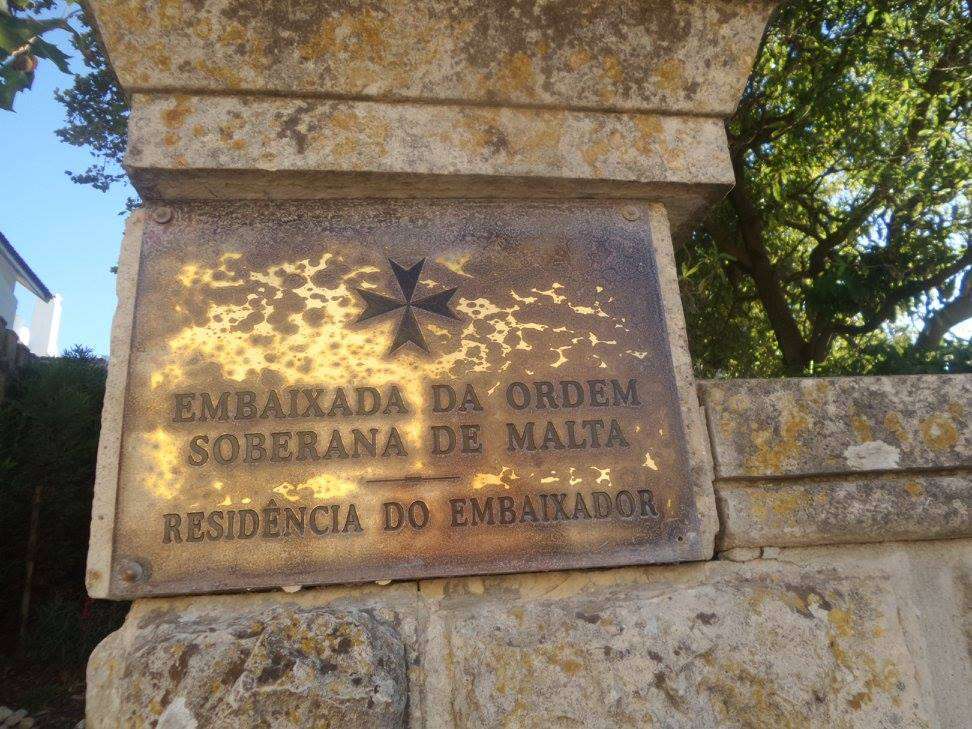 EMBAIXADA DA ORDEM
SOBERANA DE MALTA
RESIDÊNCIA DO EMBAIXADOR